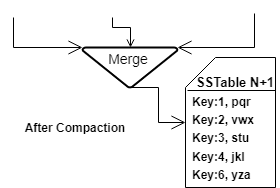 Merge
SSTable N+1
Key:1, pqr
Key:2, vwx
Key:3, stu
Key:4, jkl
Key:6, yza
After Compaction